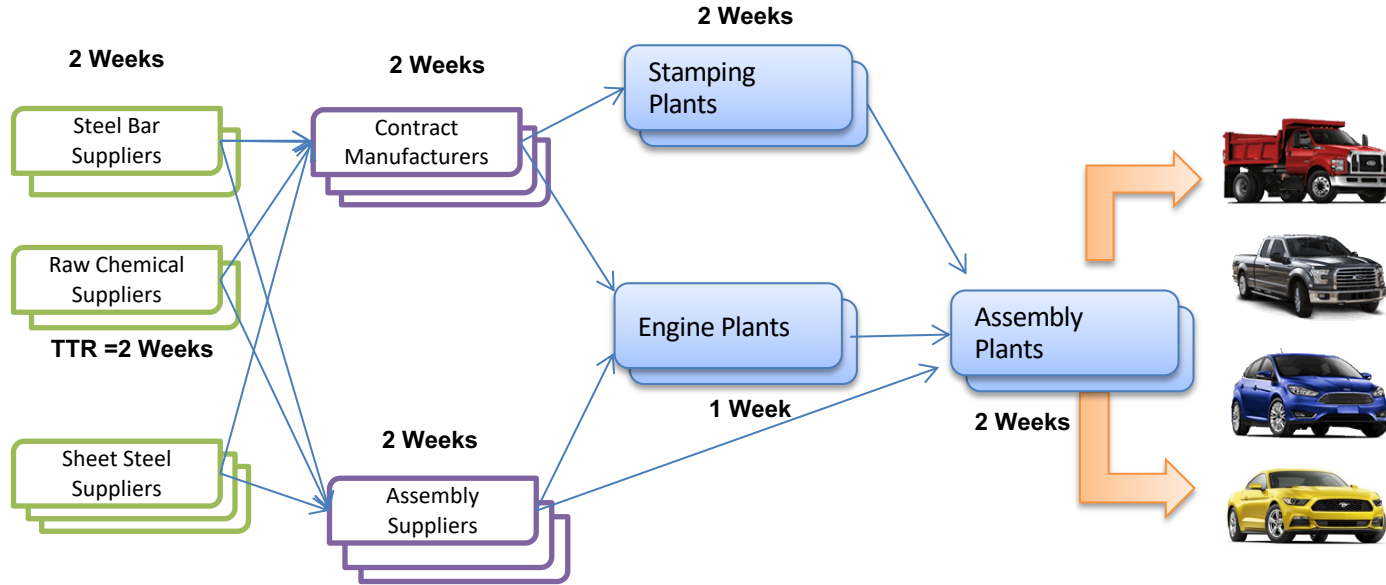 2 Weeks
2 Weeks
2 Weeks
Steel Bar
Suppliers
Contract
Manufacturers
Stamping
Plants
Raw Chemical
Suppliers
TTR =2 Weeks
Engine Plants
1 Week
Assembly
Plants
2 Weeks
Sheet Steel
Suppliers
2 Weeks
Assembly
Suppliers